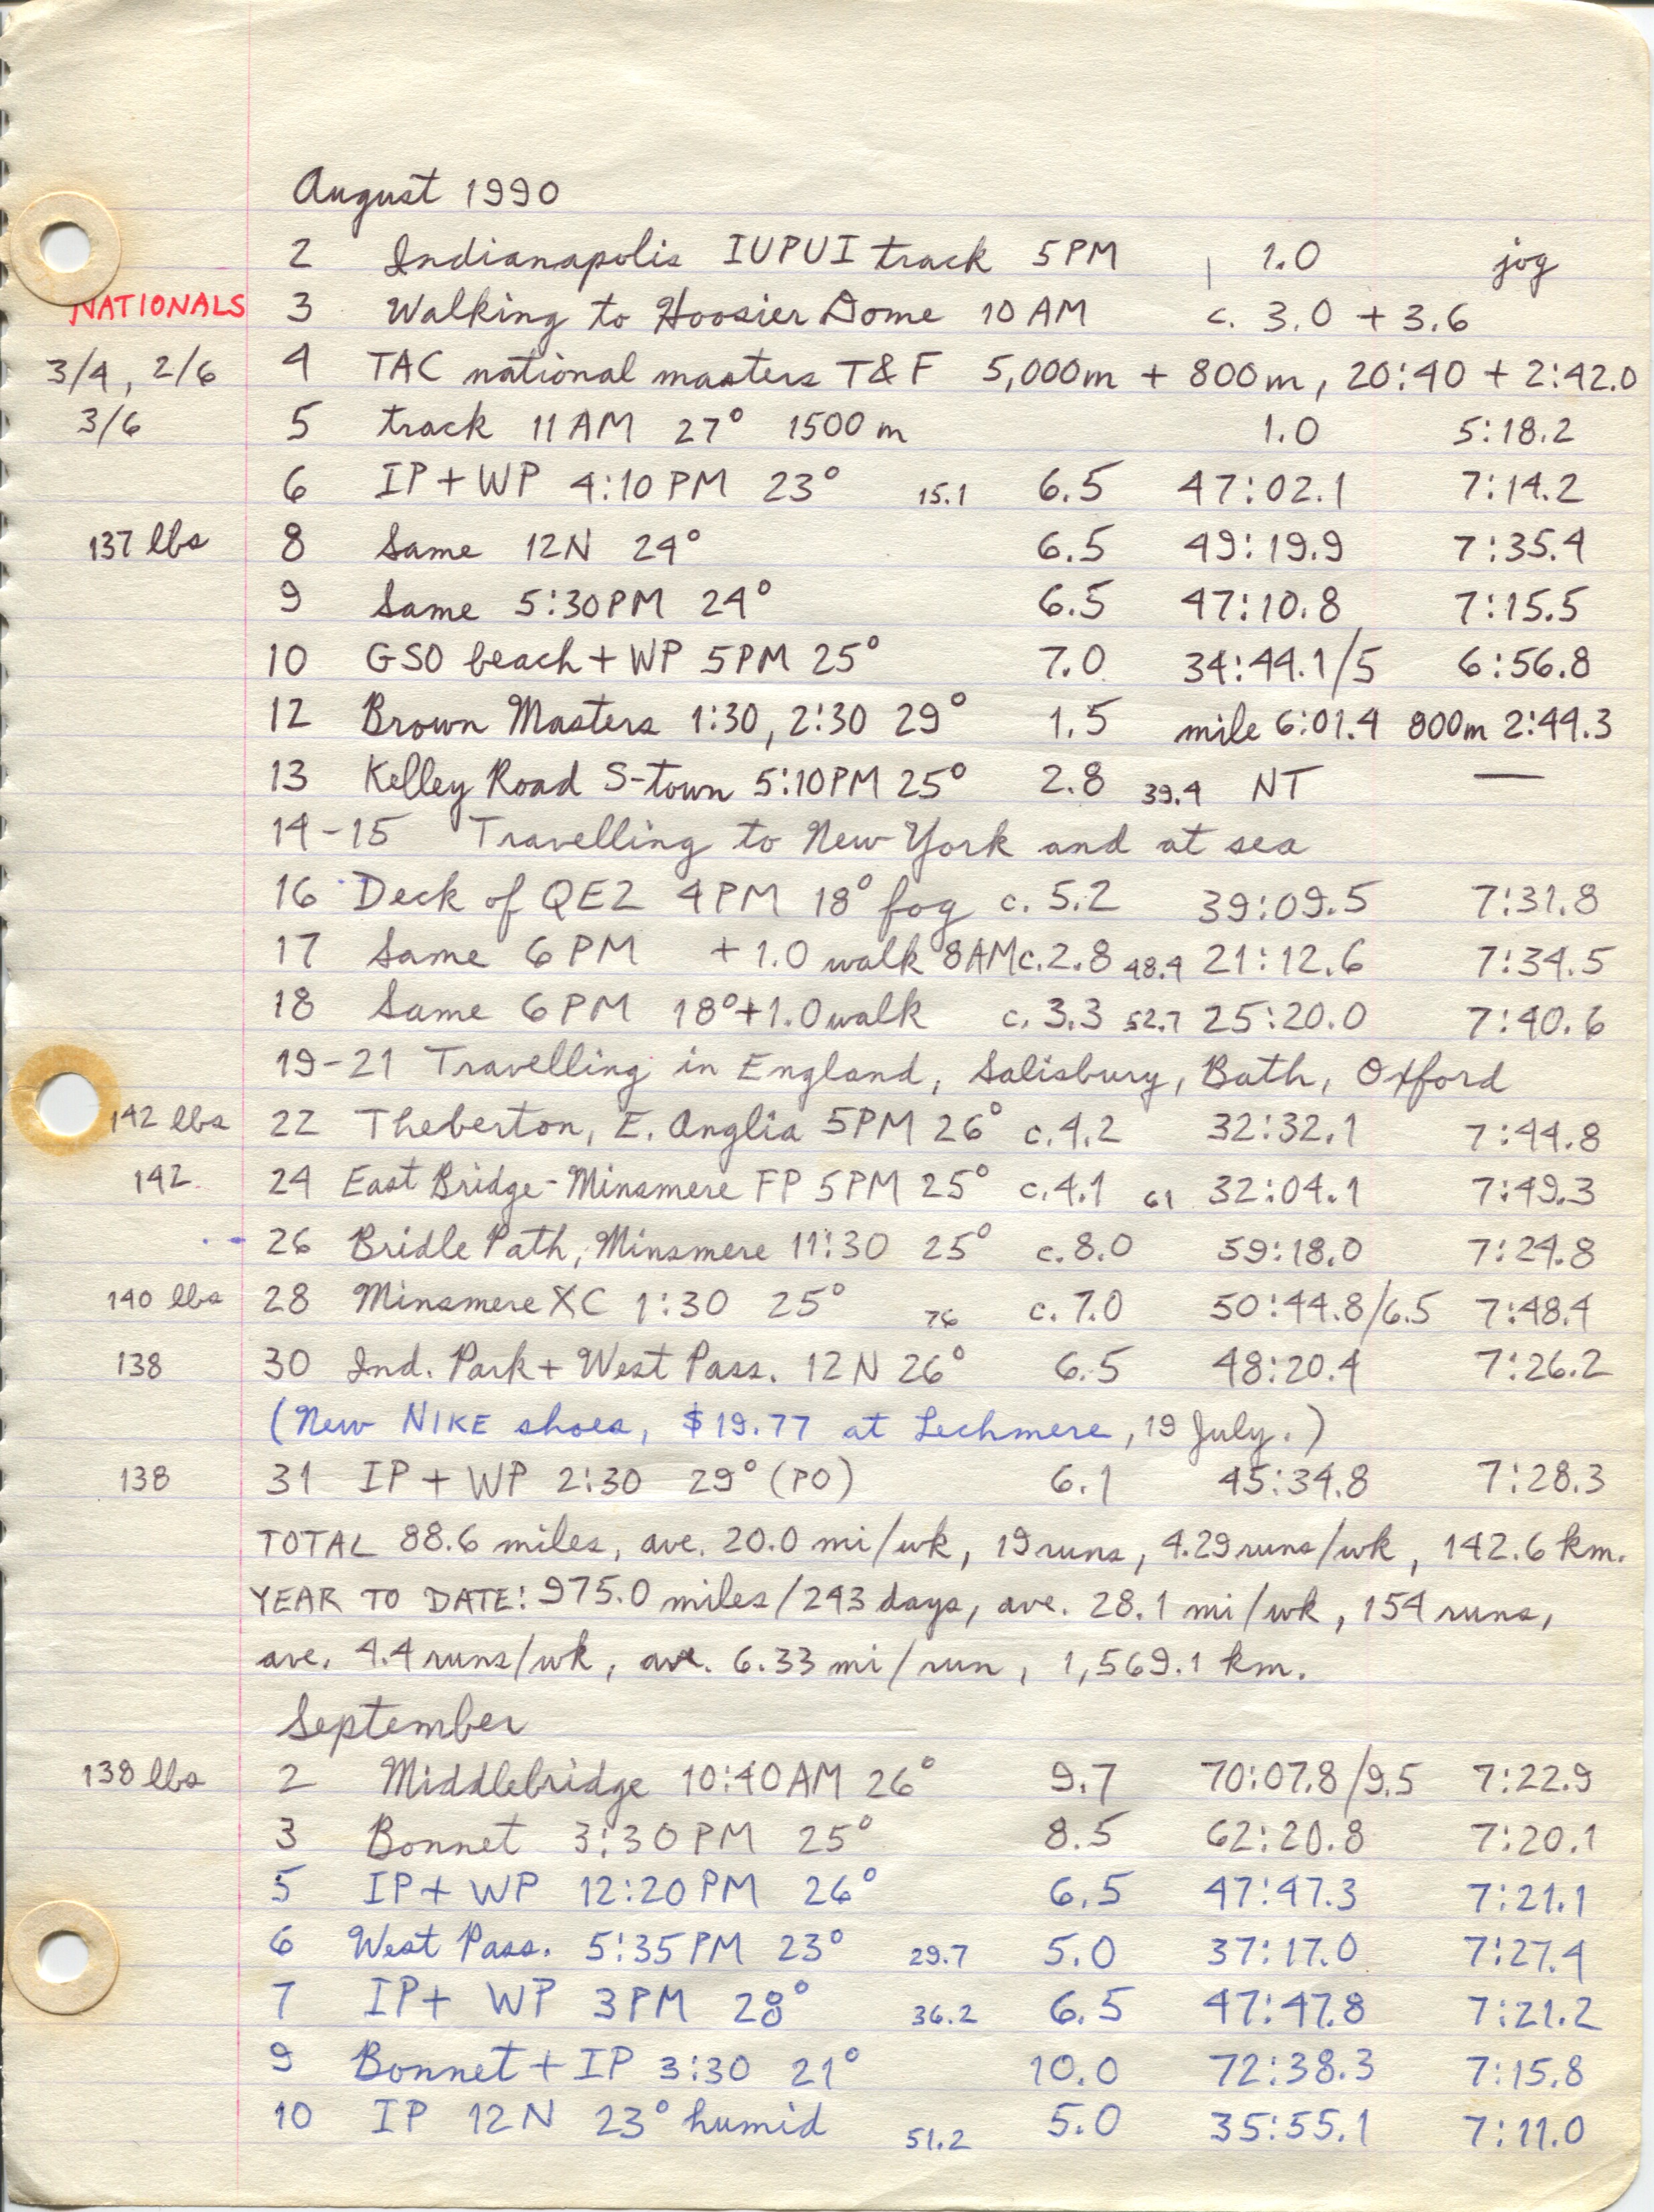 August 1990
2 Indianapolis IUPUI track 5PM 1.0 jog
NATIONALS 3 Walking to Hoosier Dome 10 AM c. 3.0 + 3.6
3/4, 2/6 4 TAC national masters T&F 5,000m + 800m, 20:40 + 2:42.0
3/6 5 track 11AM 27° 1500m 1.0 5:18.2
6 IP+WP 4:10PM 23° 15.1 6.5 47:02.1 7:14.2
137 lbs 8 Same 12N 24° 6.5 49:19.9 7:35.4
9 Same 5:30PM 24° 6.5 47:10.8 7:15.5
10 GSO beach+WP 5PM 25° 7.0 34:44.1/5 6:56.8
12 Brown Masters 1:30, 2:30 29° 1.5 mile 6:01.4 800m 2:44.3
13 Kelley Road S-town 5:10PM 25° 2.8 39.4 NT —
14-15 Travelling to New York and at sea
16 Deck of QE2 4PM 18° fog c. 5.2 39:09.5 7:31.8
17 Same 6PM + 1.0 walk 8AM c.2.8 48.4 21:12.6 7:34.5
18 Same 6PM 18°+1.0 walk c. 3.3 52.7 25:20.0 7:40.6
19-21 Travelling in England, Salisbury, Bath, Oxford
142 lbs 22 Theberton, E. Anglia 5PM 26° c.4.2 32:32.1 7:44.8
142 24 East Bridge-Minsmere FP 5PM 25° c.4.1 61 32:04.1 7:49.3
26 Bridle Path, Minsmere 11:30 25° c.8.0 59:18.0 7:24.8
140 lbs 28 Minsmere XC 1:30 25° 76 c.7.0 50:44.8/6.5 7:48.4
138 30 Ind. Park + West Pass. 12N 26° 6.5 48:20.4 7:26.2
(New NIKE shoes, $19.77 at Lechmere, 19 July.)
138 31 IP + WP 2:30 29° (PO) 6.1 45:34.8 7:28.3
TOTAL 88.6 miles, ave. 20.0 mi/wk, 19 runs, 4.29 runs/wk, 142.6 km.
YEAR TO DATE: 975.0 miles/243 days, ave. 28.1 mi/wk, 154 runs,
ave. 4.4 runs/wk, ave. 6.33 mi/run, 1,569.1 km.
September
138 lbs 2 Middlebridge 10:40AM 26° 9.7 70:07.8/9.5 7:22.9
3 Bonnet 3:30PM 25° 8.5 62:20.8 7:20.1
5 IP+ WP 12:20PM 26° 6.5 47:47.3 7:21.1
6 West Pass. 5:35PM 23° 29.7 5.0 37:17.0 7:27.4
7 IP+ WP 3PM 28° 36.2 6.5 47:47.8 7:21.2
9 Bonnet + IP 3:30 21° 10.0 72:38.3 7:15.8
10 IP 12N 23° humid 51.2 5.0 35:55.1 7:11.0